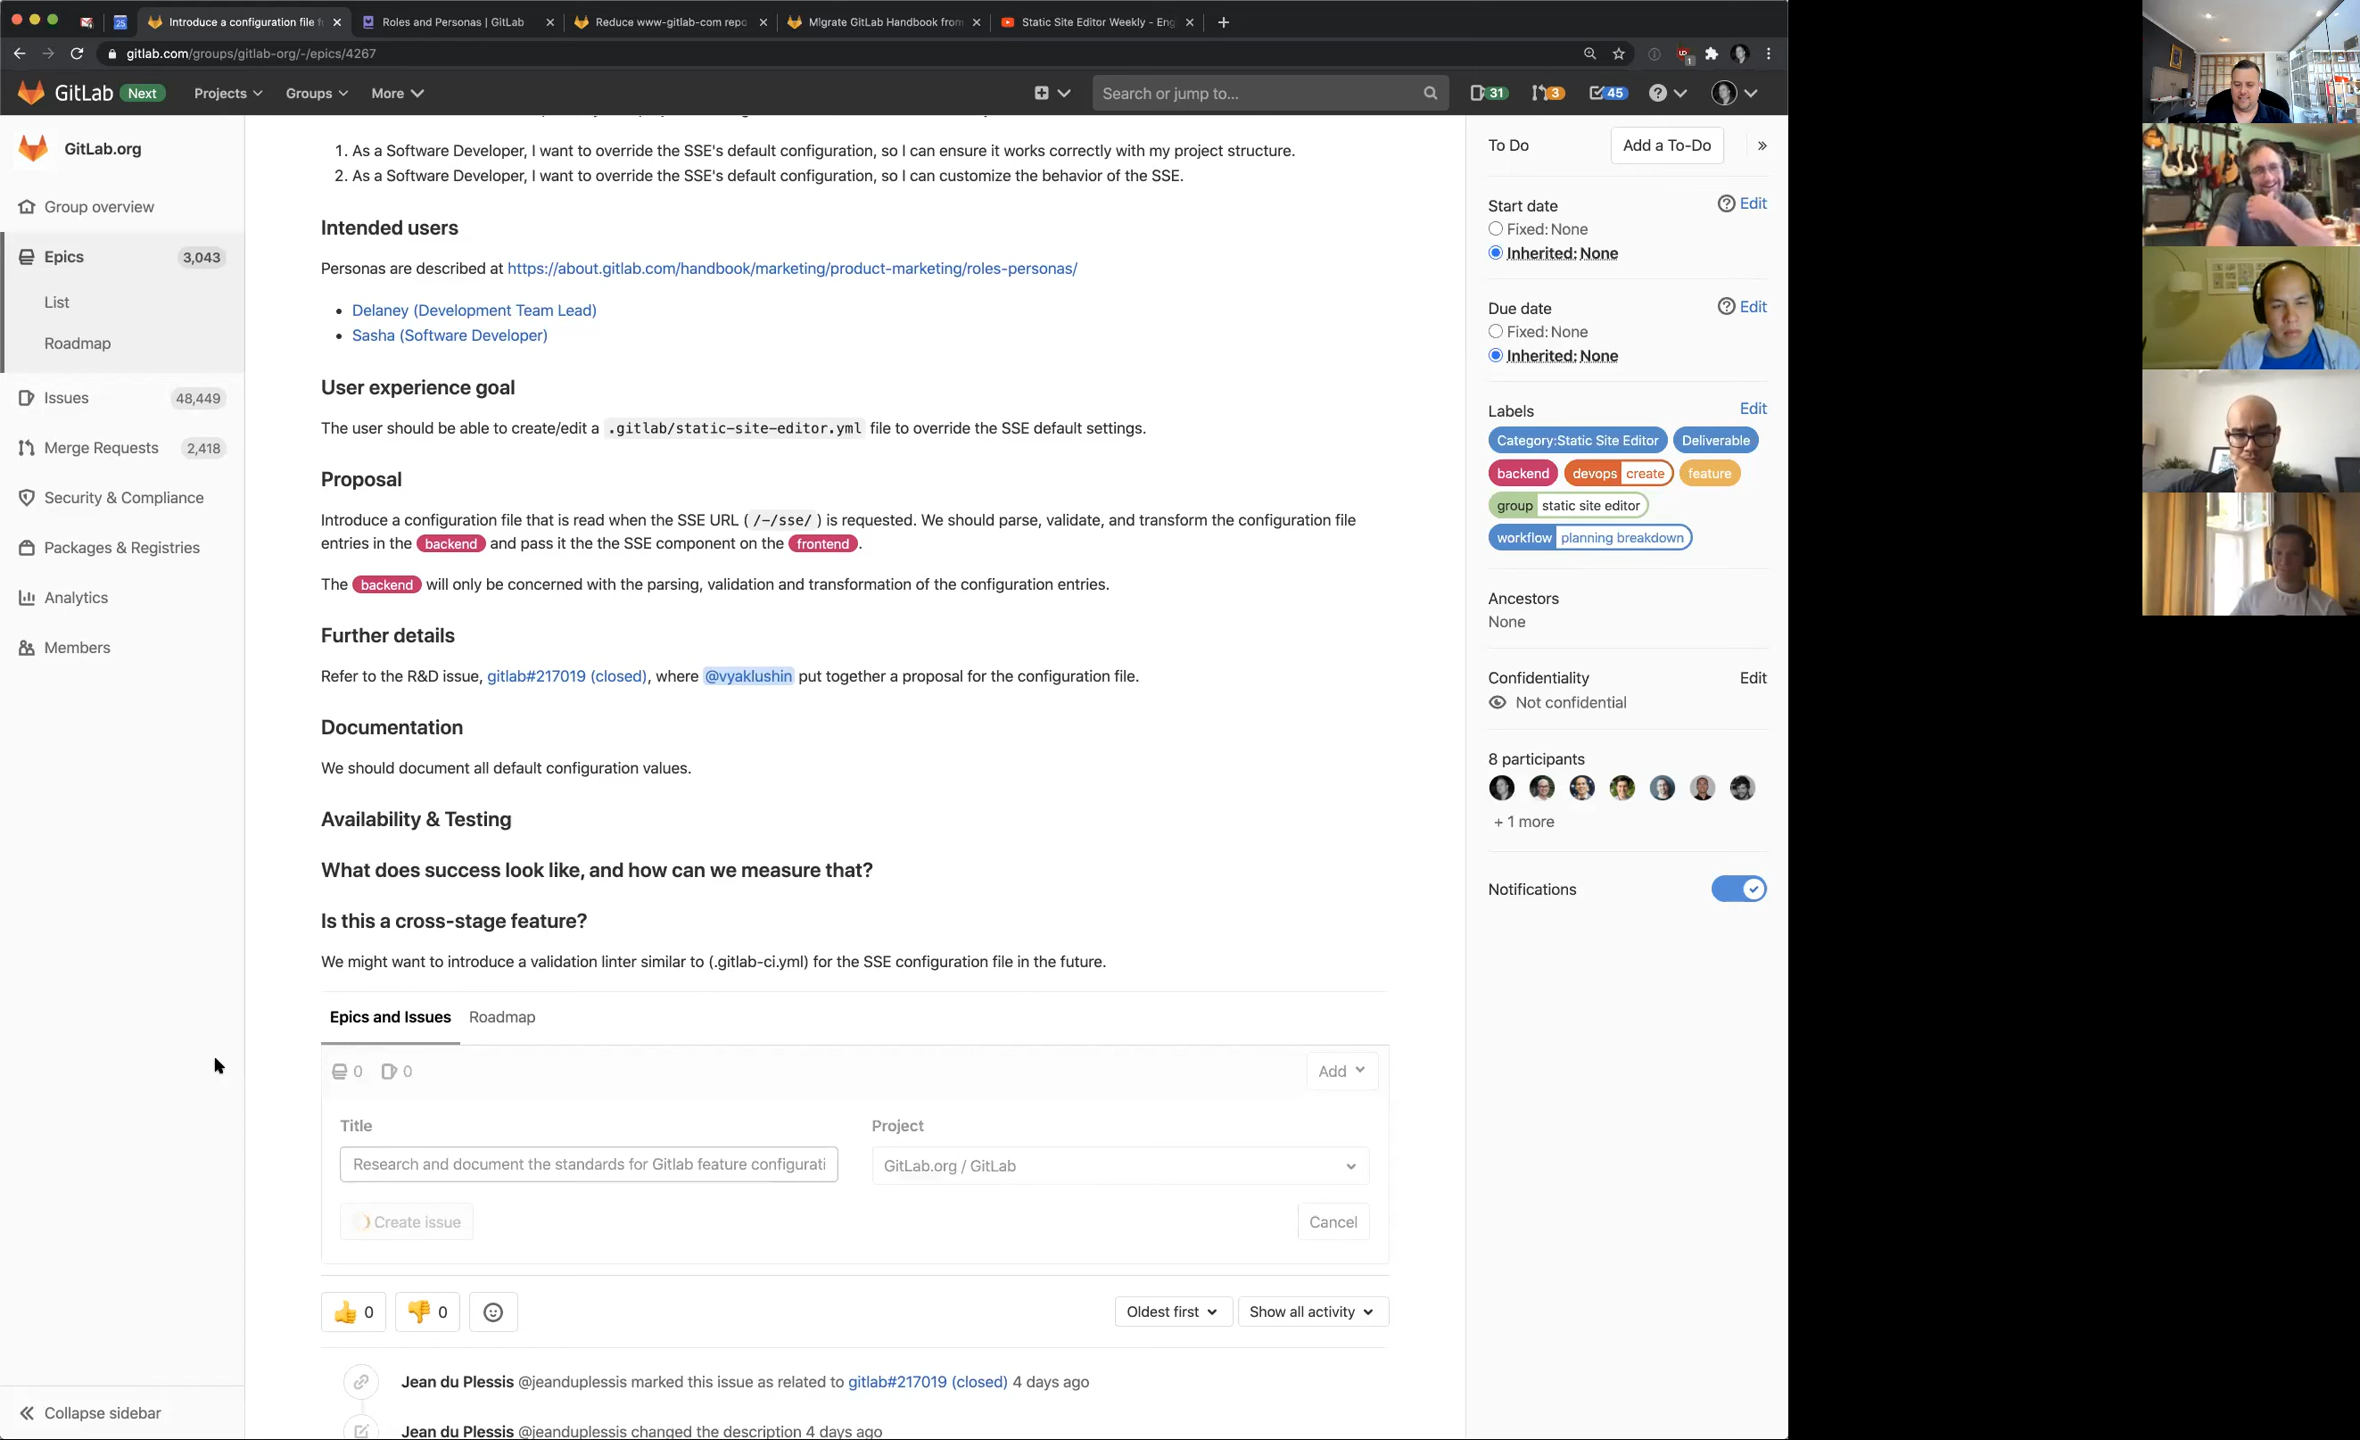 Introduce a configuration file f
Roles and Personas | GitLab
Reduce www-gitlab-com repo
Migrate GitLab Handbook from
Static Site Editor Weekly - Eng
gitlab.com/groups/gitlab-org/-/epics/4267
GitLab Next Projects Groups More
Search or jump to...
31 3 45
GitLab.org
Group overview
Epics 3,043
List
Roadmap
Issues 48,449
Merge Requests 2,418
Security & Compliance
Packages & Registries
Analytics
Members
Collapse sidebar
1. As a Software Developer, I want to override the SSE's default configuration, so I can ensure it works correctly with my project structure.
2. As a Software Developer, I want to override the SSE's default configuration, so I can customize the behavior of the SSE.
Intended users
Personas are described at https://about.gitlab.com/handbook/marketing/product-marketing/roles-personas/
• Delaney (Development Team Lead)
• Sasha (Software Developer)
User experience goal
The user should be able to create/edit a .gitlab/static-site-editor.yml file to override the SSE default settings.
Proposal
Introduce a configuration file that is read when the SSE URL ( /-/sse/ ) is requested. We should parse, validate, and transform the configuration file
entries in the backend and pass it the the SSE component on the frontend .
The backend will only be concerned with the parsing, validation and transformation of the configuration entries.
Further details
Refer to the R&D issue, gitlab#217019 (closed), where @vyaklushin put together a proposal for the configuration file.
Documentation
We should document all default configuration values.
Availability & Testing
What does success look like, and how can we measure that?
Is this a cross-stage feature?
We might want to introduce a validation linter similar to (.gitlab-ci.yml) for the SSE configuration file in the future.
Epics and Issues Roadmap
0 0 Add
Title Project
Research and document the standards for Gitlab feature configurati GitLab.org / GitLab
Create issue Cancel
0 0 Oldest first Show all activity
Jean du Plessis @jeanduplessis marked this issue as related to gitlab#217019 (closed) 4 days ago
Jean du Plessis @jeanduplessis changed the description 4 days ago
To Do Add a To-Do
Start date Edit
Fixed: None
Inherited: None
Due date Edit
Fixed: None
Inherited: None
Labels Edit
Category:Static Site Editor Deliverable
backend devops create feature
group static site editor
workflow planning breakdown
Ancestors
None
Confidentiality Edit
Not confidential
8 participants
+ 1 more
Notifications